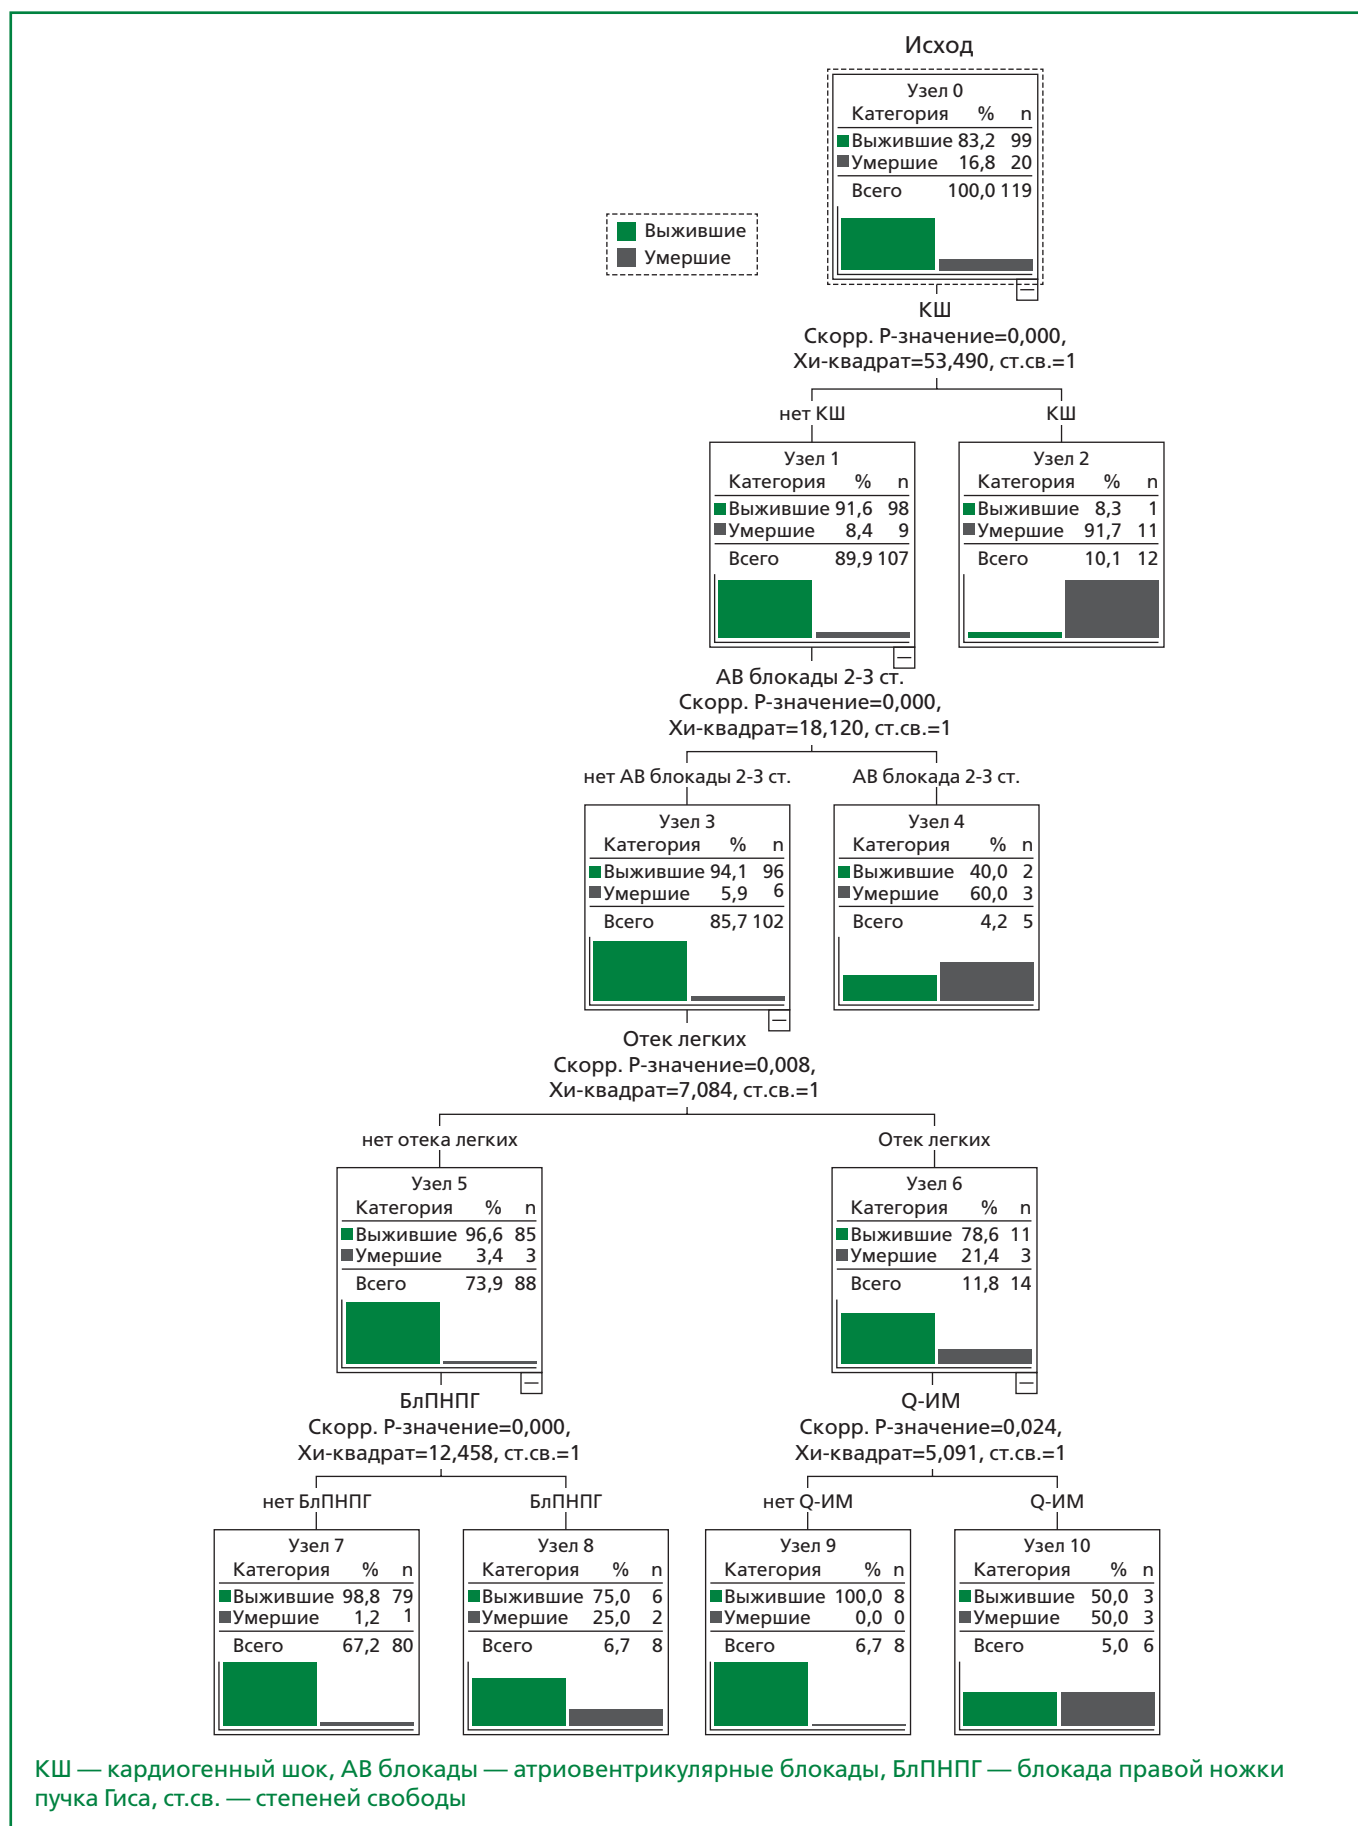 Исход
Узел 0
Категория % n
Выжившие 83,2 99
Умершие 16,8 20
Всего 100,0 119
Выжившие
Умершие
КШ
Скорр. Р-значение=0,000,
Хи-квадрат=53,490, ст.св.=1
нет КШ
КШ
Узел 1
Категория % n
Выжившие 91,6 98
Умершие 8,4 9
Всего 89,9 107
Узел 2
Категория % n
Выжившие 8,3 1
Умершие 91,7 11
Всего 10,1 12
АВ блокады 2-3 ст.
Скорр. Р-значение=0,000,
Хи-квадрат=18,120, ст.св.=1
нет АВ блокады 2-3 ст.
АВ блокада 2-3 ст.
Узел 3
Категория % n
Выжившие 94,1 96
Умершие 5,9 6
Всего 85,7 102
Узел 4
Категория % n
Выжившие 40,0 2
Умершие 60,0 3
Всего 4,2 5
Отек легких
Скорр. Р-значение=0,008,
Хи-квадрат=7,084, ст.св.=1
нет отека легких
Отек легких
Узел 5
Категория % n
Выжившие 96,6 85
Умершие 3,4 3
Всего 73,9 88
Узел 6
Категория % n
Выжившие 78,6 11
Умершие 21,4 3
Всего 11,8 14
БлПНПГ
Скорр. Р-значение=0,000,
Хи-квадрат=12,458, ст.св.=1
Q-ИМ
Скорр. Р-значение=0,024,
Хи-квадрат=5,091, ст.св.=1
нет БлПНПГ
БлПНПГ
нет Q-ИМ
Q-ИМ
Узел 7
Категория % n
Выжившие 98,8 79
Умершие 1,2 1
Всего 67,2 80
Узел 8
Категория % n
Выжившие 75,0 6
Умершие 25,0 2
Всего 6,7 8
Узел 9
Категория % n
Выжившие 100,0 8
Умершие 0,0 0
Всего 6,7 8
Узел 10
Категория % n
Выжившие 50,0 3
Умершие 50,0 3
Всего 5,0 6
КШ — кардиогенный шок, АВ блокады — атриовентрикулярные блокады, БлПНПГ — блокада правой ножки
пучка Гиса, ст.св. — степеней свободы